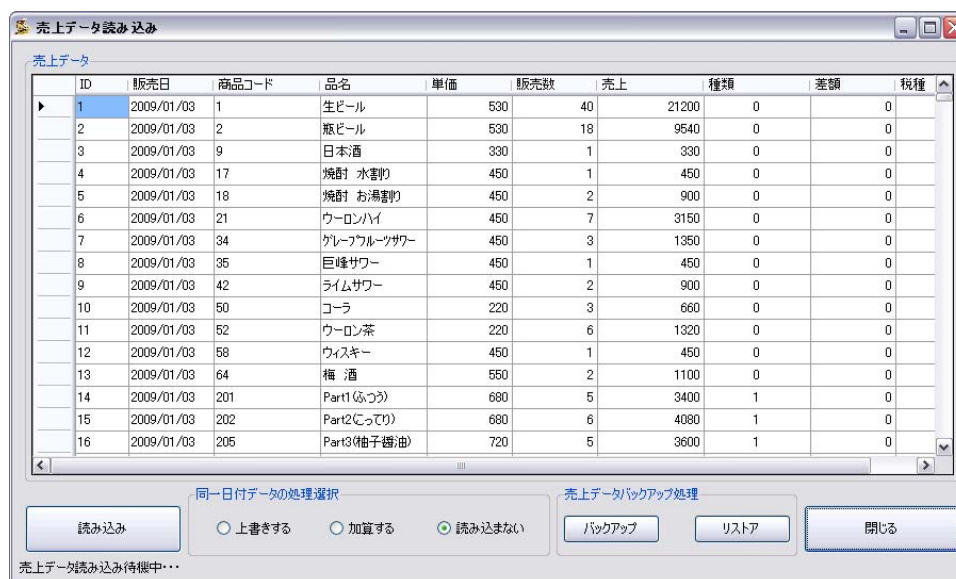 売上データ読み込み
売上データ
ID 販売日 商品コード 品名 単価 販売数 売上 種類 差額 税種
1 2009/01/03 1 生ビール 530 40 21200 0 0
2 2009/01/03 2 瓶ビール 530 18 9540 0 0
3 2009/01/03 9 日本酒 330 1 330 0 0
4 2009/01/03 17 焼酎 水割り 450 1 450 0 0
5 2009/01/03 18 焼酎 お湯割り 450 2 900 0 0
6 2009/01/03 21 ウーロンハイ 450 7 3150 0 0
7 2009/01/03 34 グレープフルーツサワー 450 3 1350 0 0
8 2009/01/03 35 巨峰サワー 450 1 450 0 0
9 2009/01/03 42 ライムサワー 450 2 900 0 0
10 2009/01/03 50 コーラ 220 3 660 0 0
11 2009/01/03 52 ウーロン茶 220 6 1320 0 0
12 2009/01/03 58 ウィスキー 450 1 450 0 0
13 2009/01/03 64 梅 酒 550 2 1100 0 0
14 2009/01/03 201 Part1(ふつう) 680 5 3400 1 0
15 2009/01/03 202 Part2(こってり) 680 6 4080 1 0
16 2009/01/03 205 Part3(柚子醤油) 720 5 3600 1 0
同一日付データの処理選択 売上データバックアップ処理
読み込み 上書きする 加算する 読み込まない バックアップ リストア 閉じる
売上データ読み込み待機中・・・